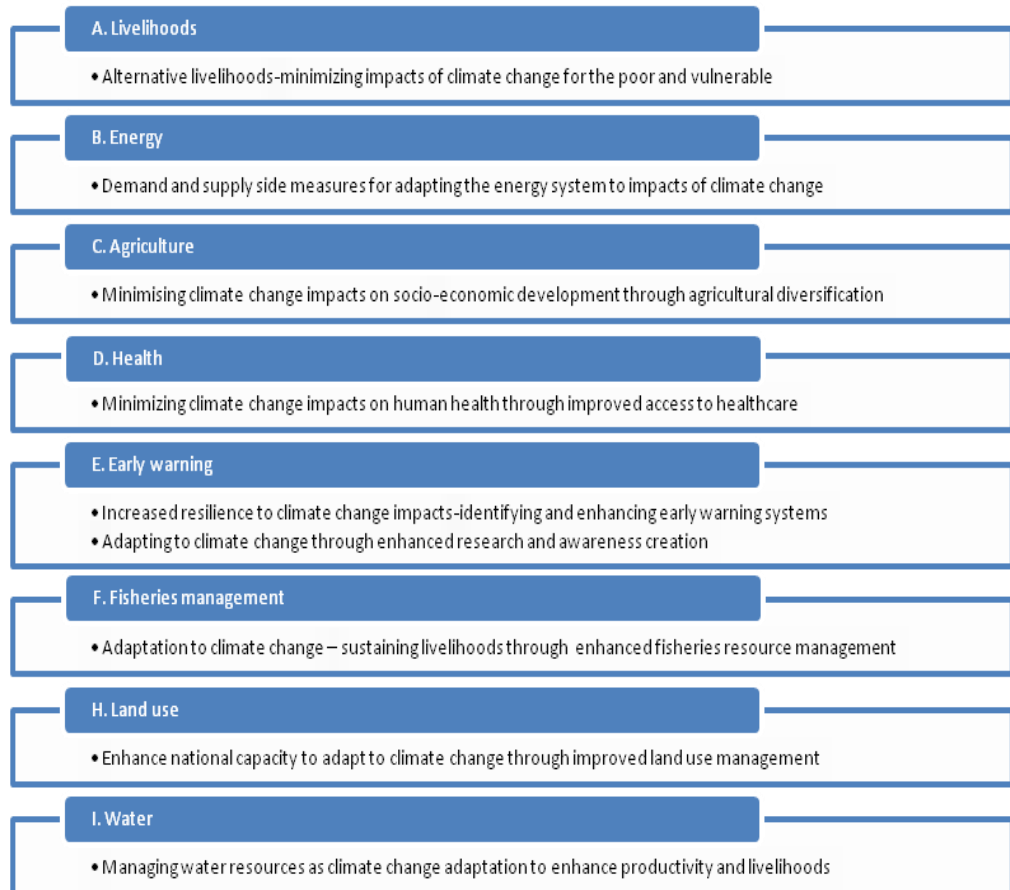 A. Livelihoods
• Alternative livelihoods-minimizing impacts of climate change for the poor and vulnerable
B. Energy
• Demand and supply side measures for adapting the energy system to impacts of climate change
C. Agriculture
• Minimising climate change impacts on socio-economic development through agricultural diversification
D. Health
• Minimizing climate change impacts on human health through improved access to healthcare
E. Early warning
• Increased resilience to climate change impacts-identifying and enhancing early warning systems
• Adapting to climate change through enhanced research and awareness creation
F. Fisheries management
• Adaptation to climate change – sustaining livelihoods through enhanced fisheries resource management
H. Land use
• Enhance national capacity to adapt to climate change through improved land use management
I. Water
• Managing water resources as climate change adaptation to enhance productivity and livelihoods